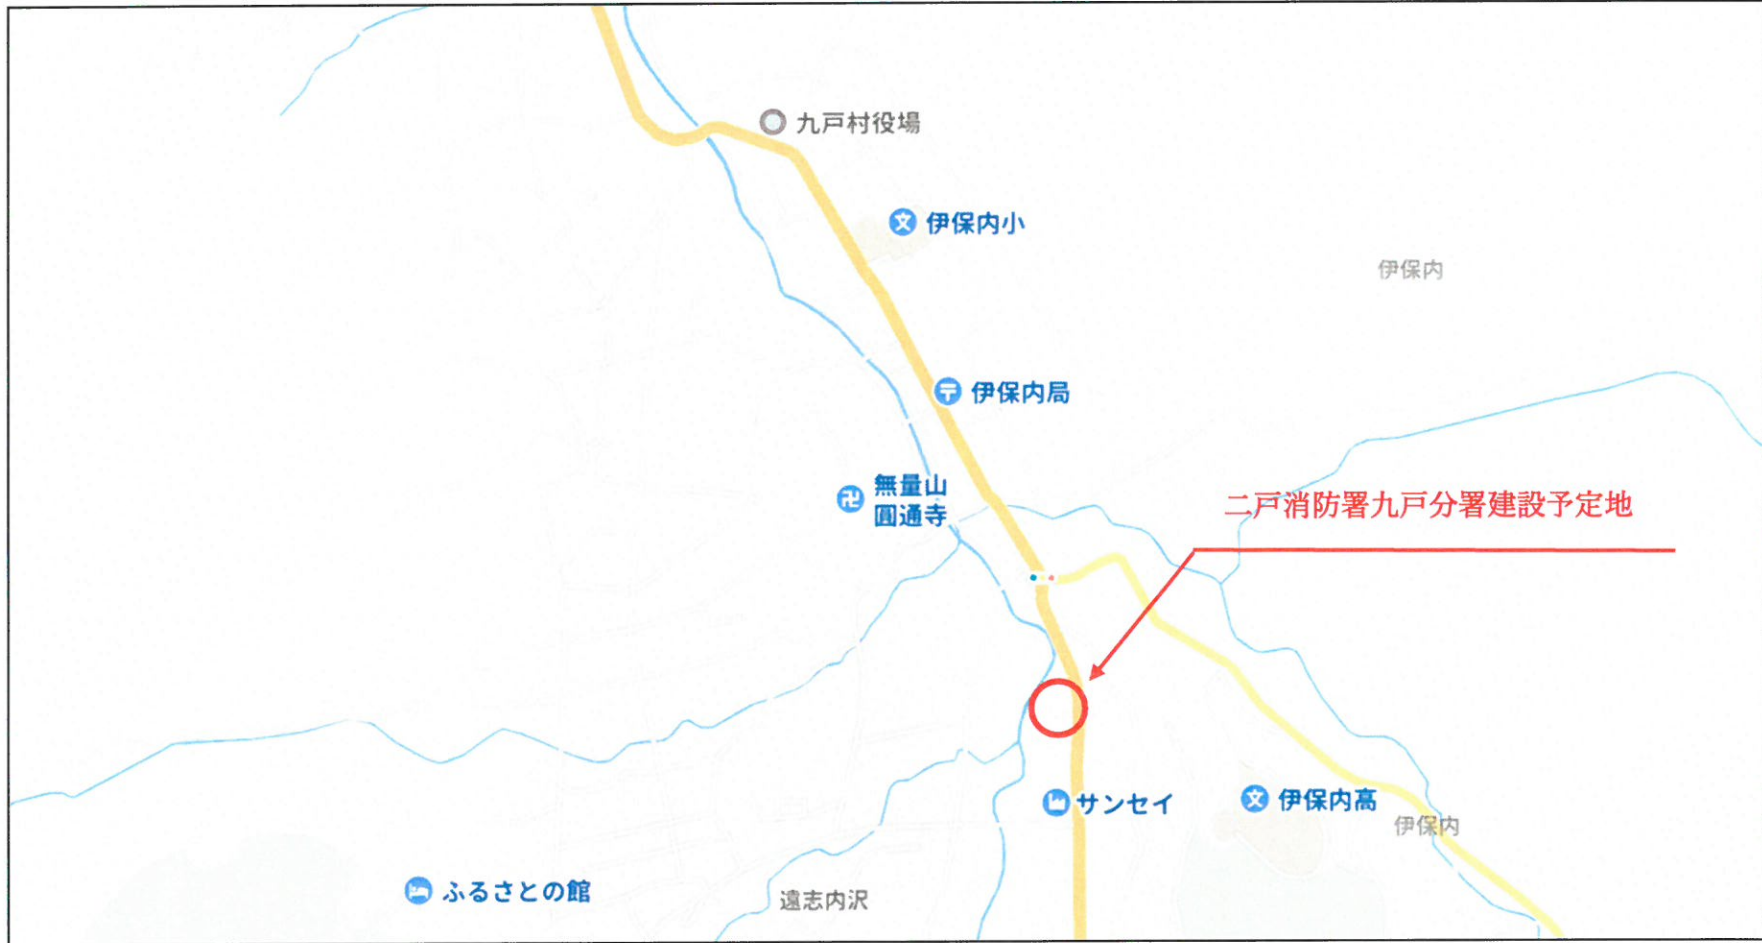 九戸村役場
伊保内小
伊保内
伊保内局
無量山
圓通寺
二戸消防署九戸分署建設予定地
サンセイ
伊保内高
伊保内
ふるさとの館
遠志内沢